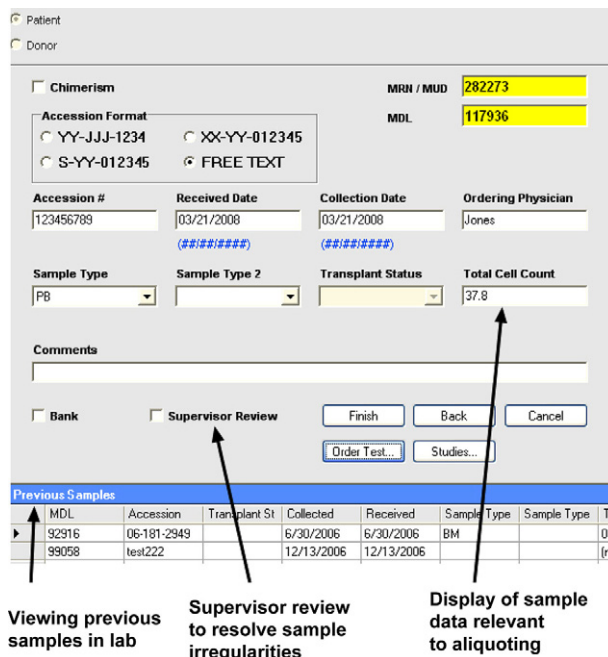 Patient
Donor
Chimerism
MRN / MUD 282273
Accession Format
MDL 117936
YY-JJJ-1234 XX-YY-012345
S-YY-012345 FREE TEXT
Accession # Received Date Collection Date Ordering Physician
123456789 03/21/2008 03/21/2008 Jones
(##/##/####) (##/##/####)
Sample Type Sample Type 2 Transplant Status Total Cell Count
PB 37.8
Comments
Bank Supervisor Review Finish Back Cancel
Order Test... Studies...
Previous Samples
MDL Accession Transplant St Collected Received Sample Type Sample Type T
92916 06-181-2949 6/30/2006 6/30/2006 BM 0
99058 test222 12/13/2006 12/13/2006
Viewing previous
samples in lab
Supervisor review
to resolve sample
irregularities
Display of sample
data relevant
to aliquoting